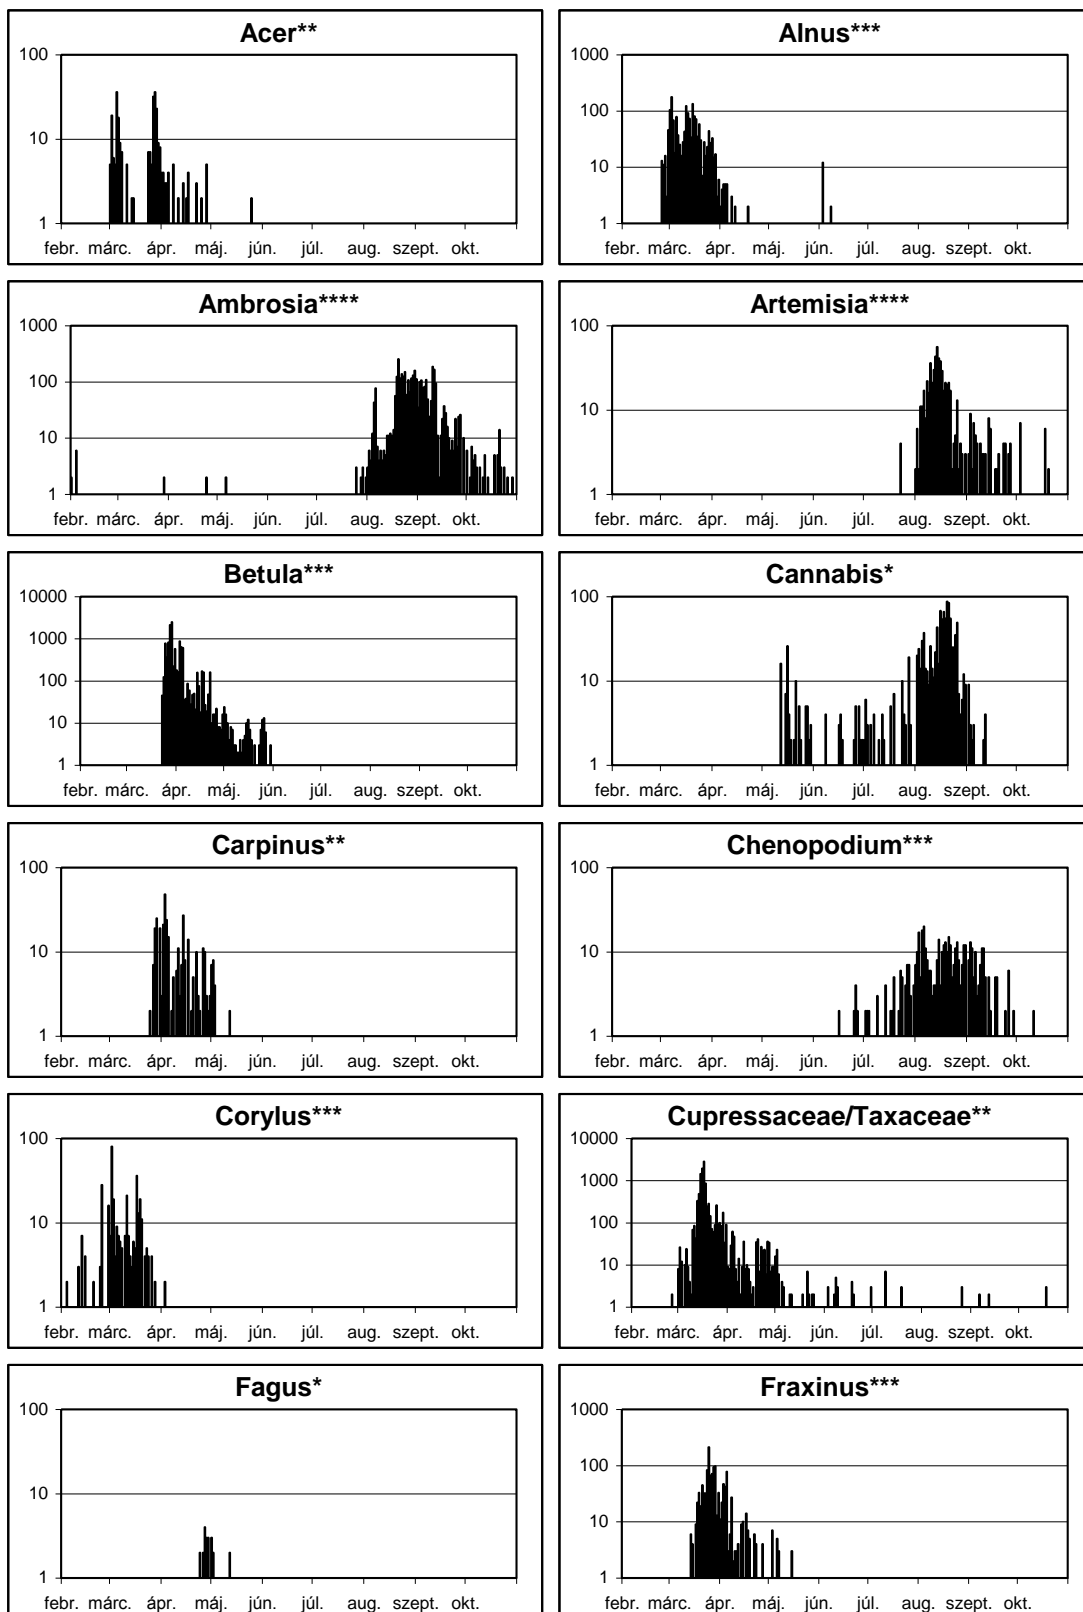 Acer**
100
10
1
febr. márc. ápr. máj. jún. júl. aug. szept. okt.
Alnus***
1000
100
10
1
febr. márc. ápr. máj. jún. júl. aug. szept. okt.
Ambrosia****
1000
100
10
1
febr. márc. ápr. máj. jún. júl. aug. szept. okt.
Artemisia****
100
10
1
febr. márc. ápr. máj. jún. júl. aug. szept. okt.
Betula***
10000
1000
100
10
1
febr. márc. ápr. máj. jún. júl. aug. szept. okt.
Cannabis*
100
10
1
febr. márc. ápr. máj. jún. júl. aug. szept. okt.
Carpinus**
100
10
1
febr. márc. ápr. máj. jún. júl. aug. szept. okt.
Chenopodium***
100
10
1
febr. márc. ápr. máj. jún. júl. aug. szept. okt.
Corylus***
100
10
1
febr. márc. ápr. máj. jún. júl. aug. szept. okt.
Cupressaceae/Taxaceae**
10000
1000
100
10
1
febr. márc. ápr. máj. jún. júl. aug. szept. okt.
Fagus*
100
10
1
febr. márc. ápr. máj. jún. júl. aug. szept. okt.
Fraxinus***
1000
100
10
1
febr. márc. ápr. máj. jún. júl. aug. szept. okt.